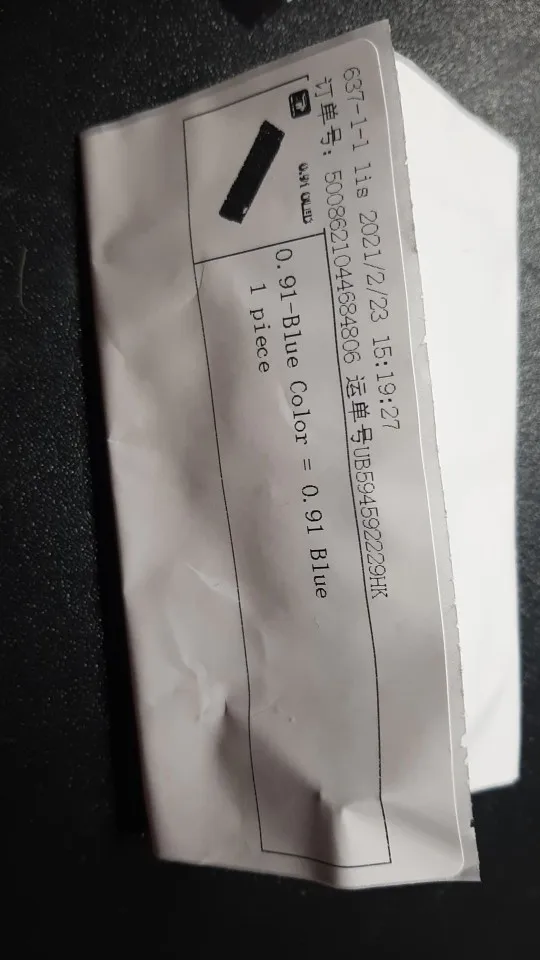 637-1-1 lis 2021/2/23 15:19:27
订单号: 5008621044684806 运单号UB594592229HK
0.91 OLED
0.91-Blue Color = 0.91 Blue
1 piece